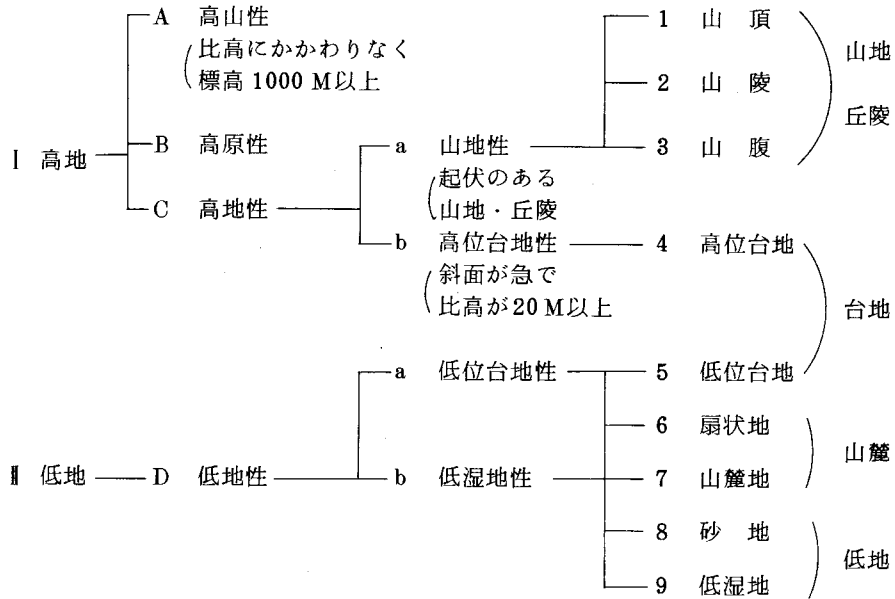 A 高山性
比高にかかわりなく
標高1000 M以上
Ⅰ 高地
B 高原性
C 高地性
a 山地性
起伏のある
山地・丘陵
b 高位台地性
斜面が急で
比高が20 M以上
1 山 頂
2 山 陵
3 山 腹
山地
丘陵
4 高位台地
台地
Ⅱ 低地
D 低地性
a 低位台地性
b 低湿地性
5 低位台地
6 扇状地
7 山麓地
山麓
8 砂 地
9 低湿地
低地